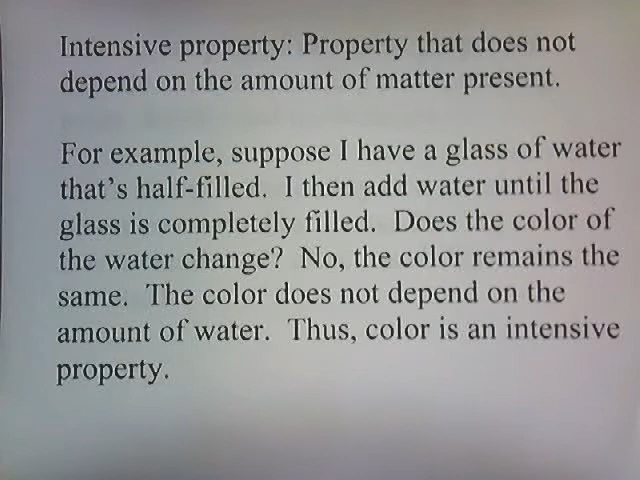 Intensive property: Property that does not
depend on the amount of matter present.
For example, suppose I have a glass of water
that's half-filled.  I then add water until the
glass is completely filled.  Does the color of
the water change?  No, the color remains the
same.  The color does not depend on the
amount of water.  Thus, color is an intensive
property.